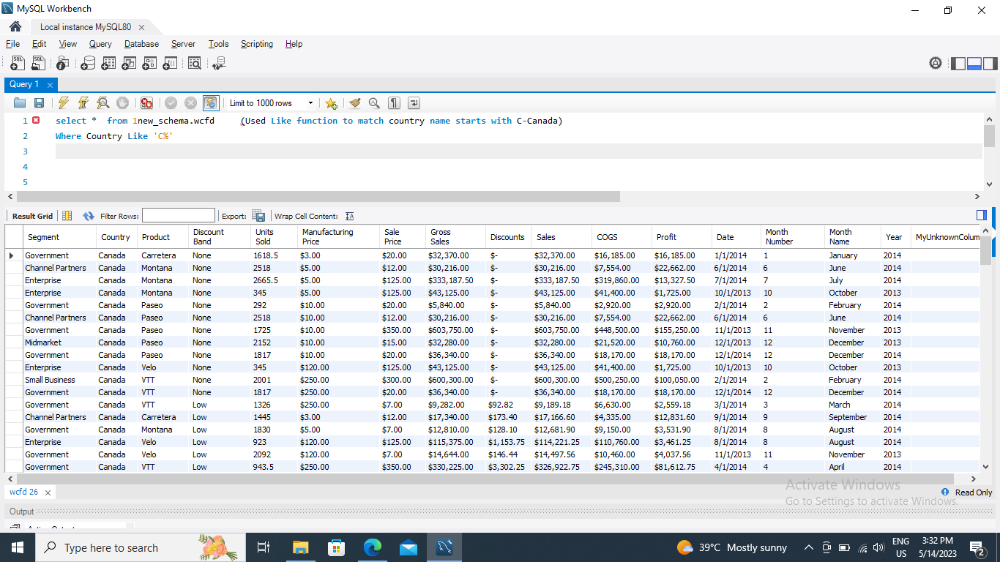 MySQL Workbench
Local instance MySQL80
File Edit View Query Database Server Tools Scripting Help
Query 1
Limit to 1000 rows
1 select * from 1new_schema.wcfd (Used Like function to match country name starts with C-Canada)
2 Where Country Like 'C%'
3
4
5
Result Grid Filter Rows: Export: Wrap Cell Content:
Segment Country Product Discount Band Units Sold Manufacturing Price Sale Price Gross Sales Discounts Sales COGS Profit Date Month Number Month Name Year MyUnknownColum
Government Canada Carretera None 1618.5 $3.00 $20.00 $32,370.00 $- $32,370.00 $16,185.00 $16,185.00 1/1/2014 1 January 2014
Channel Partners Canada Montana None 2518 $5.00 $12.00 $30,216.00 $- $30,216.00 $7,554.00 $22,662.00 6/1/2014 6 June 2014
Enterprise Canada Montana None 2665.5 $5.00 $125.00 $333,187.50 $- $333,187.50 $319,860.00 $13,327.50 7/1/2014 7 July 2014
Enterprise Canada Montana None 345 $5.00 $125.00 $43,125.00 $- $43,125.00 $41,400.00 $1,725.00 10/1/2013 10 October 2013
Government Canada Paseo None 292 $10.00 $20.00 $5,840.00 $- $5,840.00 $2,920.00 $2,920.00 2/1/2014 2 February 2014
Channel Partners Canada Paseo None 2518 $10.00 $12.00 $30,216.00 $- $30,216.00 $7,554.00 $22,662.00 6/1/2014 6 June 2014
Government Canada Paseo None 1725 $10.00 $350.00 $603,750.00 $- $603,750.00 $448,500.00 $155,250.00 11/1/2013 11 November 2013
Midmarket Canada Paseo None 2152 $10.00 $15.00 $32,280.00 $- $32,280.00 $21,520.00 $10,760.00 12/1/2013 12 December 2013
Government Canada Paseo None 1817 $10.00 $20.00 $36,340.00 $- $36,340.00 $18,170.00 $18,170.00 12/1/2014 12 December 2014
Enterprise Canada Velo None 345 $120.00 $125.00 $43,125.00 $- $43,125.00 $41,400.00 $1,725.00 10/1/2013 10 October 2013
Small Business Canada VTT None 2001 $250.00 $300.00 $600,300.00 $- $600,300.00 $500,250.00 $100,050.00 2/1/2014 2 February 2014
Government Canada VTT None 1817 $250.00 $20.00 $36,340.00 $- $36,340.00 $18,170.00 $18,170.00 12/1/2014 12 December 2014
Government Canada VTT Low 1326 $250.00 $7.00 $9,282.00 $92.82 $9,189.18 $6,630.00 $2,559.18 3/1/2014 3 March 2014
Channel Partners Canada Carretera Low 1445 $3.00 $12.00 $17,340.00 $173.40 $17,166.60 $4,335.00 $12,831.60 9/1/2014 9 September 2014
Government Canada Montana Low 1830 $5.00 $7.00 $12,810.00 $128.10 $12,681.90 $9,150.00 $3,531.90 8/1/2014 8 August 2014
Enterprise Canada Velo Low 923 $120.00 $125.00 $115,375.00 $1,153.75 $114,221.25 $110,760.00 $3,461.25 8/1/2014 8 August 2014
Government Canada Velo Low 2092 $120.00 $7.00 $14,644.00 $146.44 $14,497.56 $10,460.00 $4,037.56 11/1/2013 11 November 2013
Government Canada VTT Low 943.5 $250.00 $350.00 $330,225.00 $3,302.25 $326,922.75 $245,310.00 $81,612.75 4/1/2014 4 April 2014
Activate Windows
Go to Settings to activate Windows.
wcfd 26 Read Only
Output
Type here to search 39°C Mostly sunny ENG US 3:32 PM 5/14/2023 2